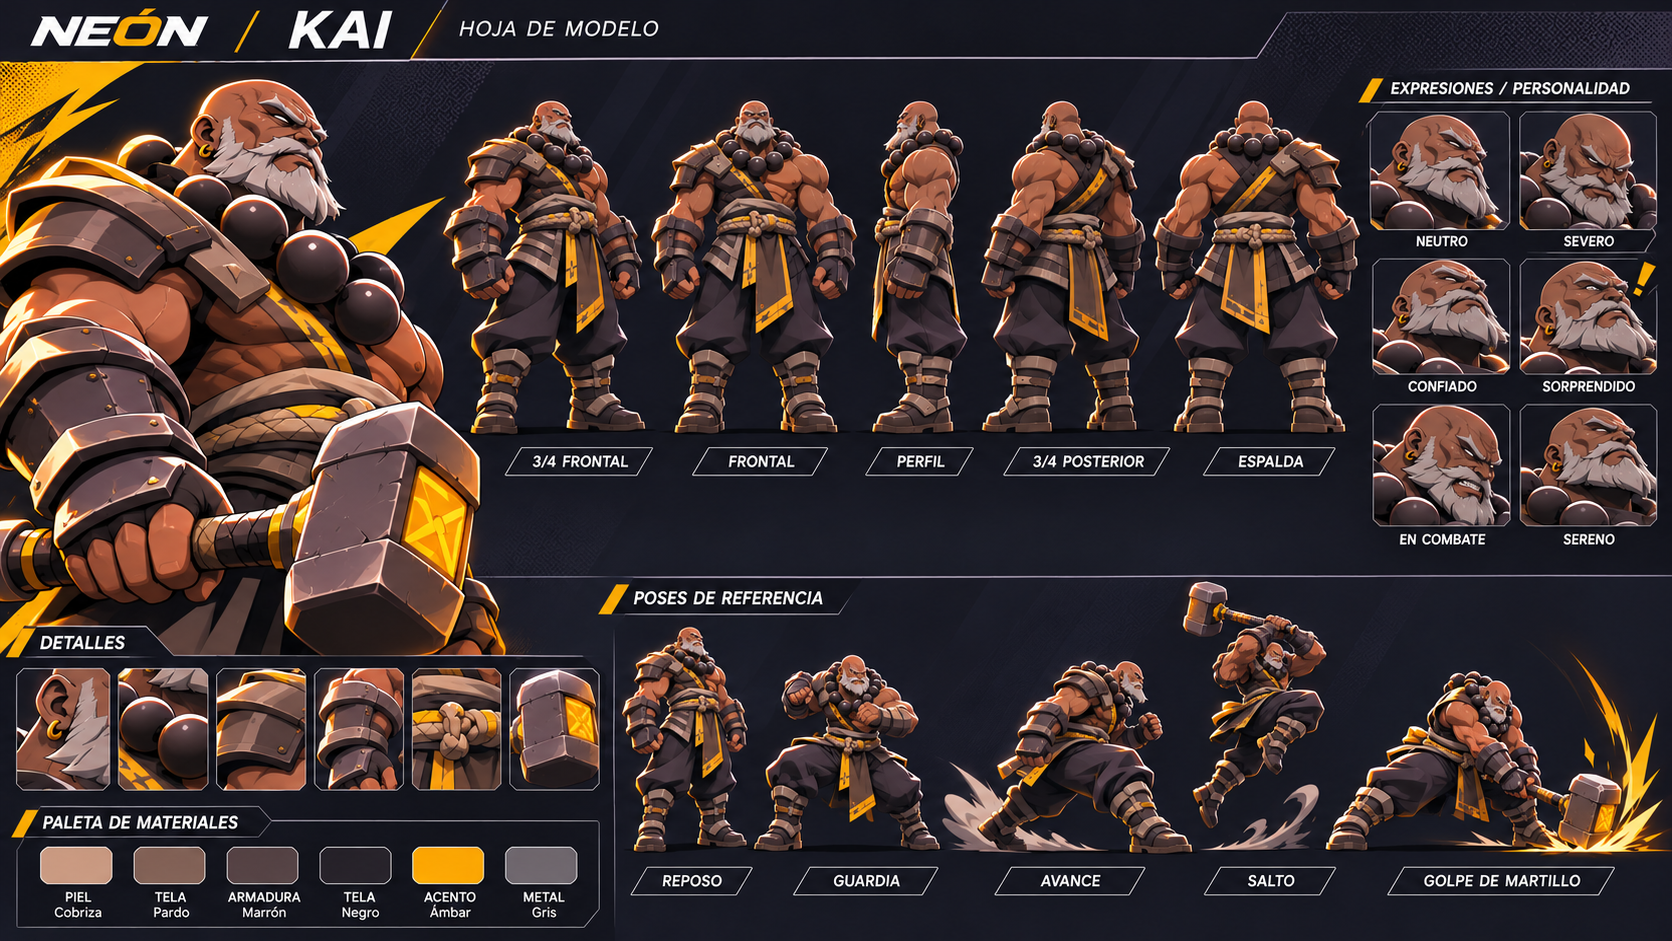 NEÓN / KAI
HOJA DE MODELO
3/4 FRONTAL
FRONTAL
PERFIL
3/4 POSTERIOR
ESPALDA
EXPRESIONES / PERSONALIDAD
NEUTRO
SEVERO
CONFIADO
SORPRENDIDO
!
EN COMBATE
SERENO
DETALLES
PALETA DE MATERIALES
PIEL
Cobriza
TELA
Pardo
ARMADURA
Marrón
TELA
Negro
ACENTO
Ámbar
METAL
Gris
POSES DE REFERENCIA
REPOSO
GUARDIA
AVANCE
SALTO
GOLPE DE MARTILLO